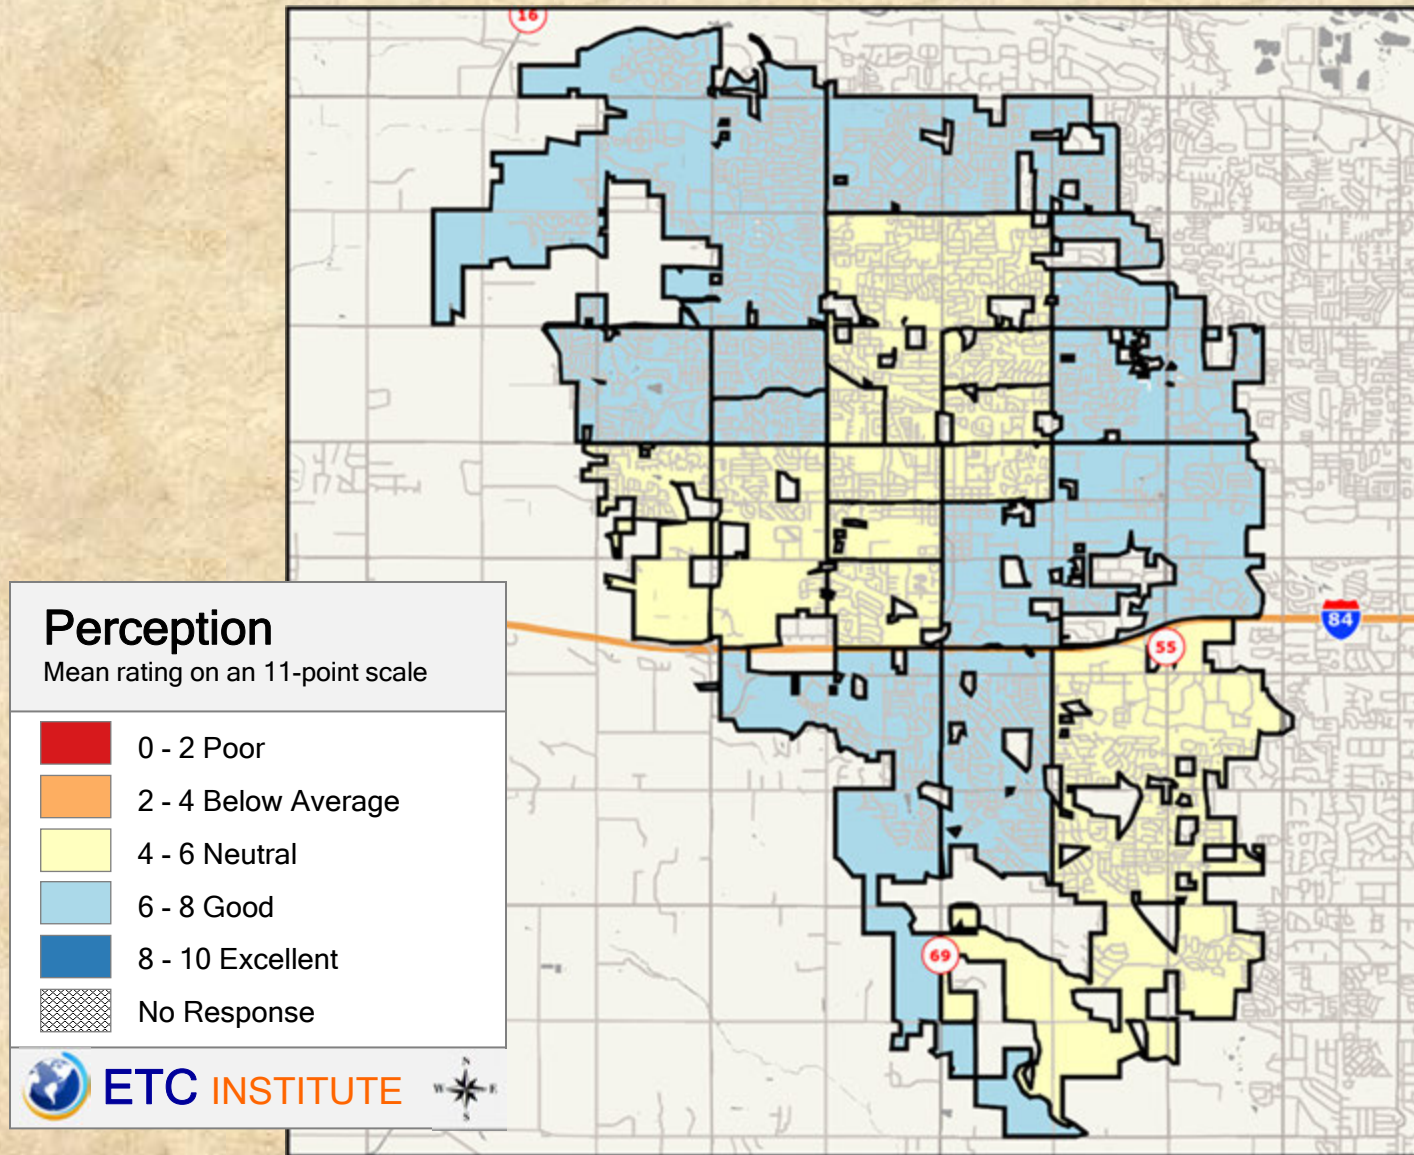 16
84
55
69
Perception
Mean rating on an 11-point scale
0 - 2 Poor
2 - 4 Below Average
4 - 6 Neutral
6 - 8 Good
8 - 10 Excellent
No Response
ETC INSTITUTE
N
W E
S